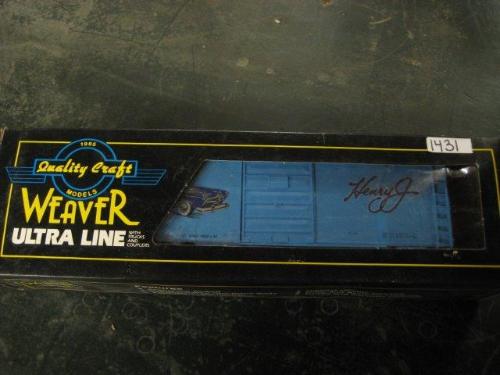 1965
Quality Craft
MODELS
WEAVER
ULTRA LINE
WITH
TRUCKS
AND
COUPLERS
Henry J
1431